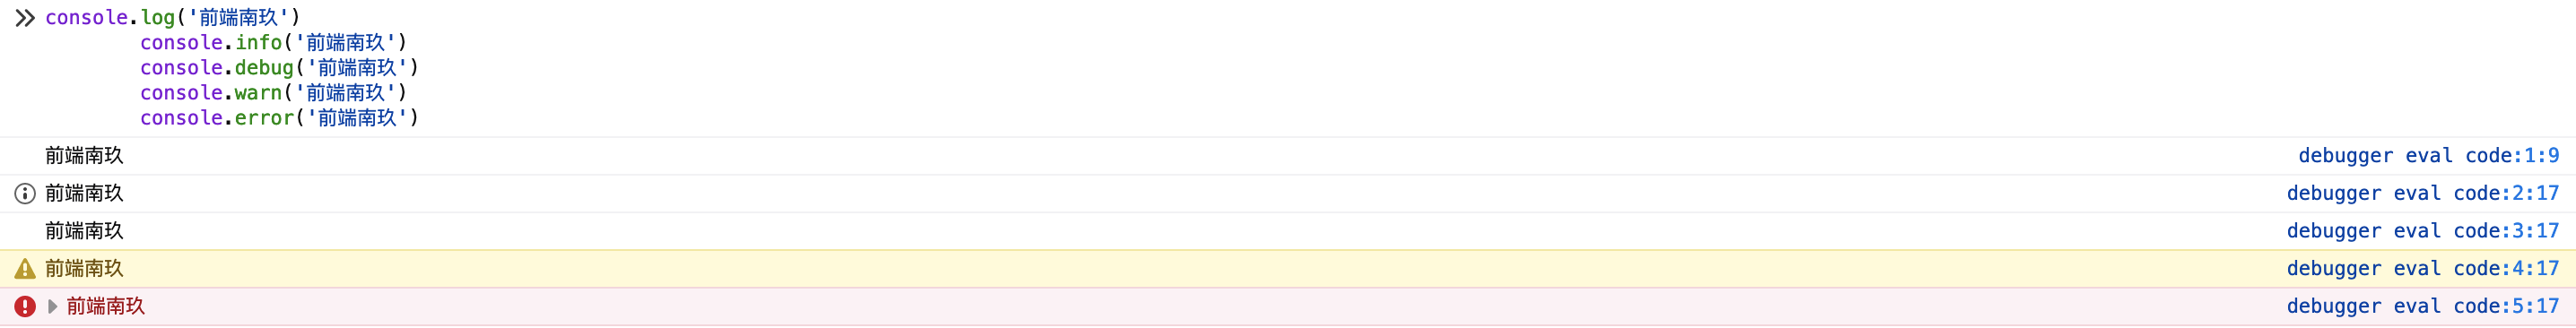 console.log('前端南玖')
console.info('前端南玖')
console.debug('前端南玖')
console.warn('前端南玖')
console.error('前端南玖')
前端南玖 debugger eval code:1:9
前端南玖 debugger eval code:2:17
前端南玖 debugger eval code:3:17
前端南玖 debugger eval code:4:17
前端南玖 debugger eval code:5:17